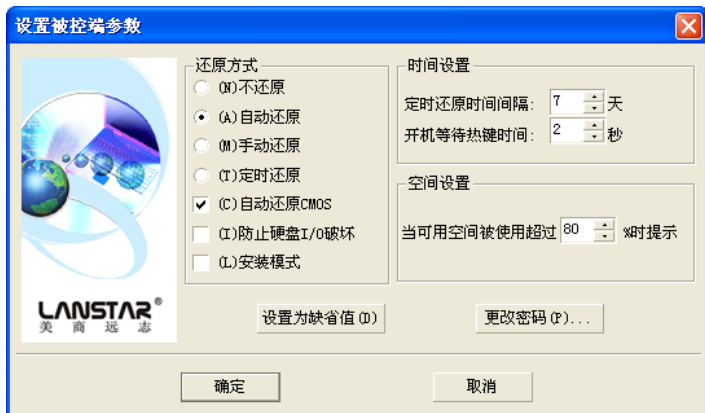 设置被控端参数
还原方式
(N)不还原
(A)自动还原
(M)手动还原
(T)定时还原
(C)自动还原CMOS
(I)防止硬盘I/O破坏
(L)安装模式
时间设置
定时还原时间间隔: 7 天
开机等待热键时间: 2 秒
空间设置
当可用空间被使用超过 80 %时提示
LANSTAR®
美商远志
设置为缺省值(D)
更改密码(P)...
确定
取消